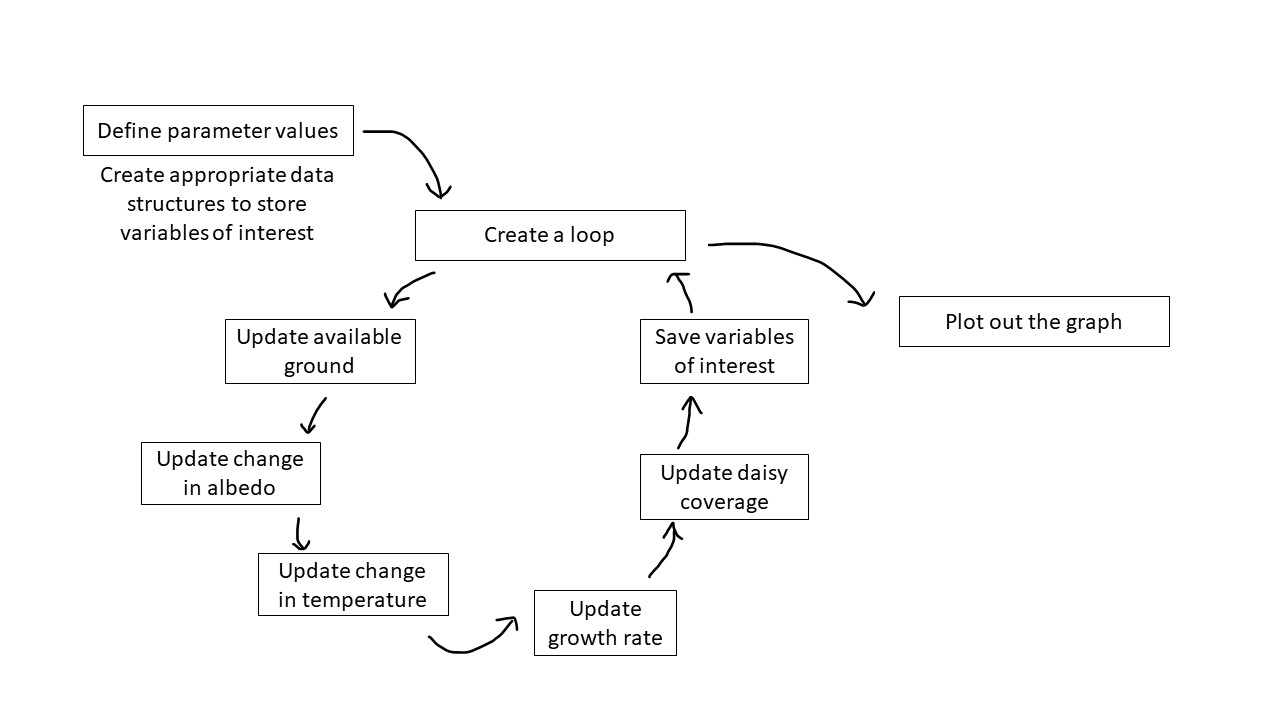 Define parameter values
Create appropriate data
structures to store
variables of interest
Create a loop
Update available
ground
Update change
in albedo
Update change
in temperature
Update
growth rate
Update daisy
coverage
Save variables
of interest
Plot out the graph